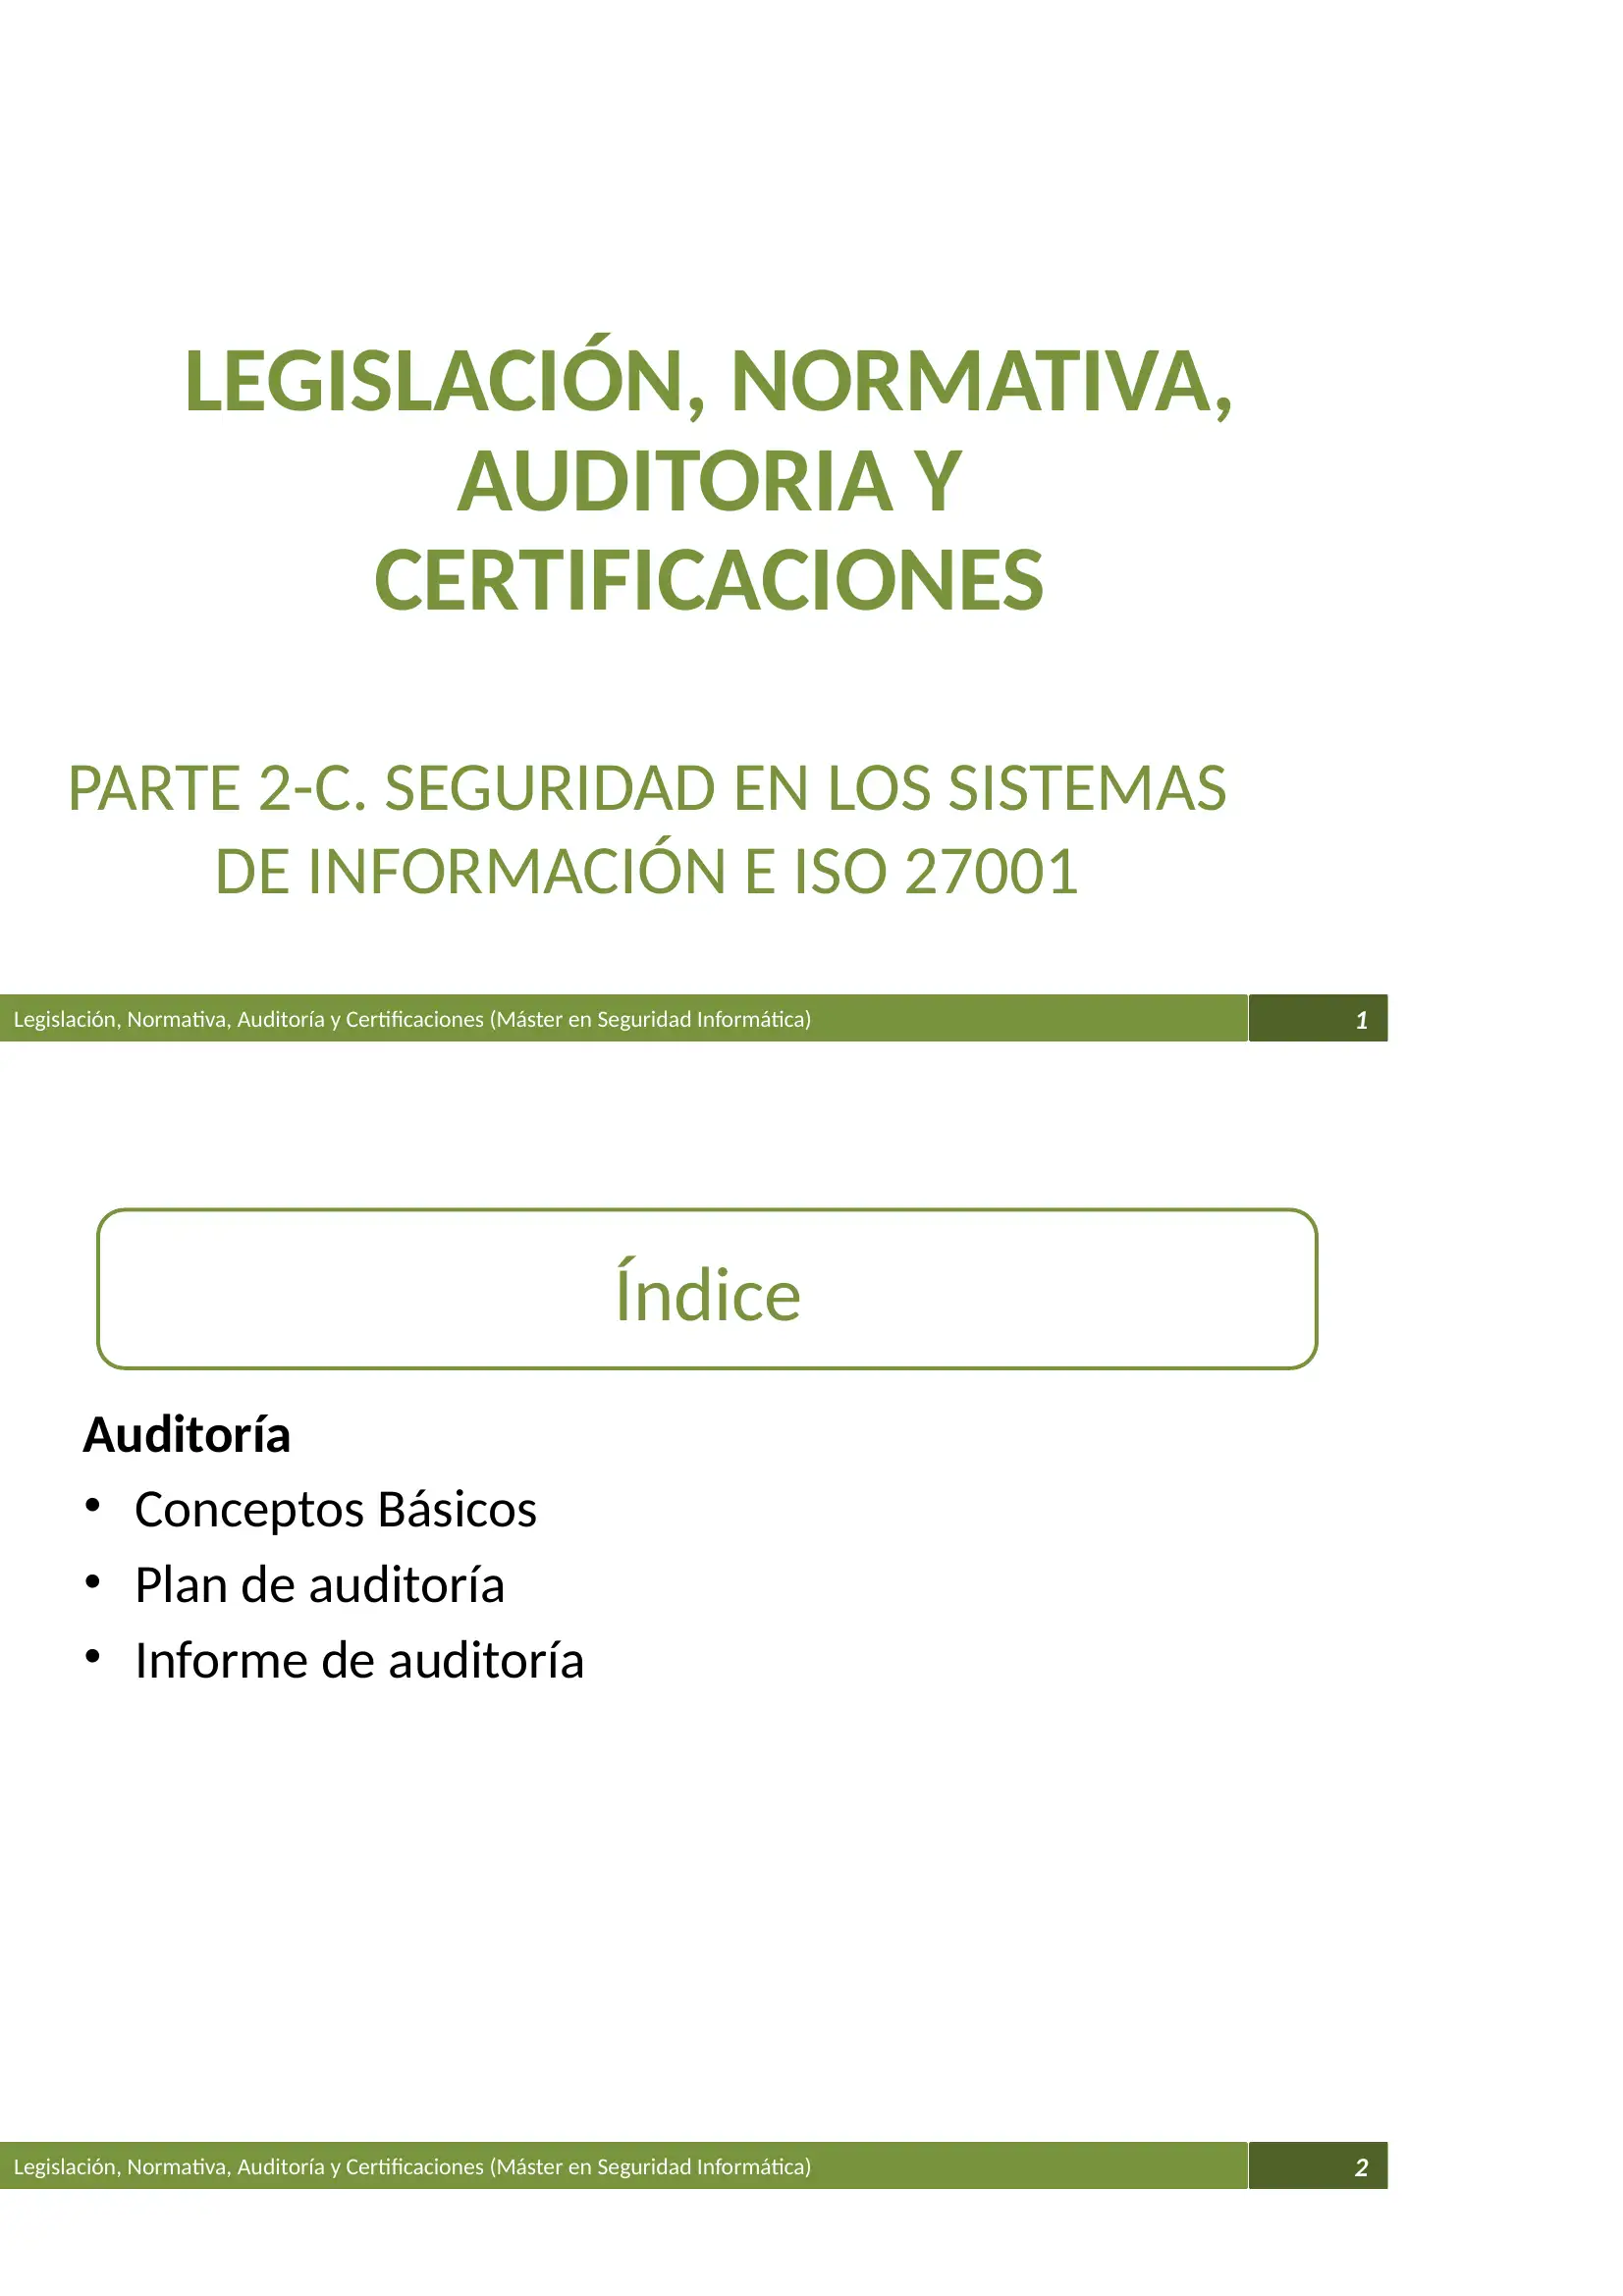 LEGISLACIÓN, NORMATIVA,
AUDITORIA Y
CERTIFICACIONES
PARTE 2-C. SEGURIDAD EN LOS SISTEMAS
DE INFORMACIÓN E ISO 27001
Legislación, Normativa, Auditoría y Certificaciones (Máster en Seguridad Informática) 1
Índice
Auditoría
• Conceptos Básicos
• Plan de auditoría
• Informe de auditoría
Legislación, Normativa, Auditoría y Certificaciones (Máster en Seguridad Informática) 2